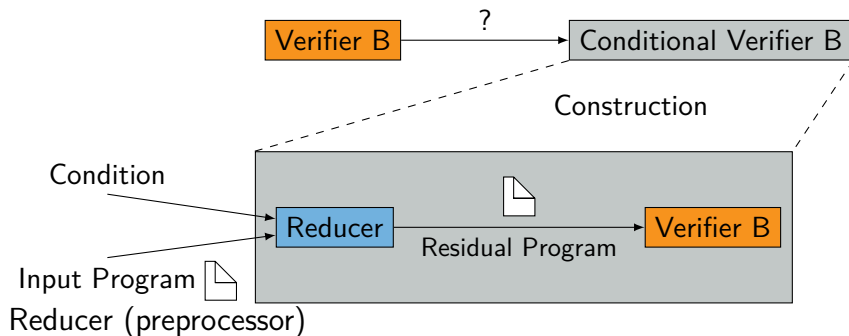 ?
Verifier B
Conditional Verifier B
Construction
Condition
Reducer
Residual Program
Verifier B
Input Program
Reducer (preprocessor)